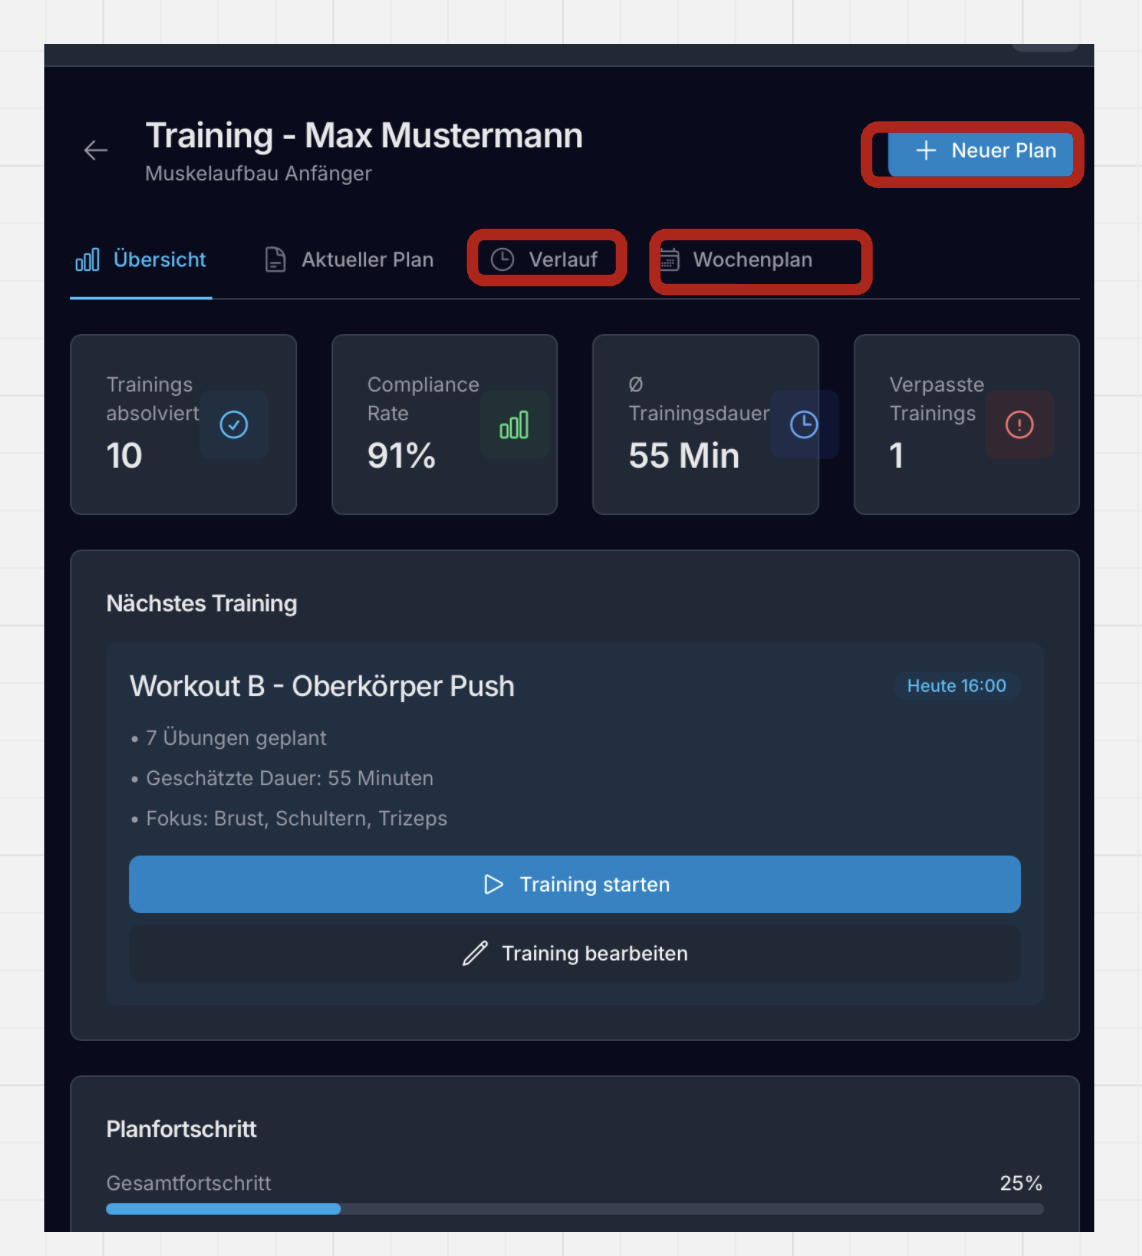 Training - Max Mustermann
Muskelaufbau Anfänger
Neuer Plan
Übersicht
Aktueller Plan
Verlauf
Wochenplan
Trainings
absolviert
10
Compliance
Rate
91%
Ø
Trainingsdauer
55 Min
Verpasste
Trainings
1
Nächstes Training
Workout B - Oberkörper Push
Heute 16:00
• 7 Übungen geplant
• Geschätzte Dauer: 55 Minuten
• Fokus: Brust, Schultern, Trizeps
Training starten
Training bearbeiten
Planfortschritt
Gesamtfortschritt
25%